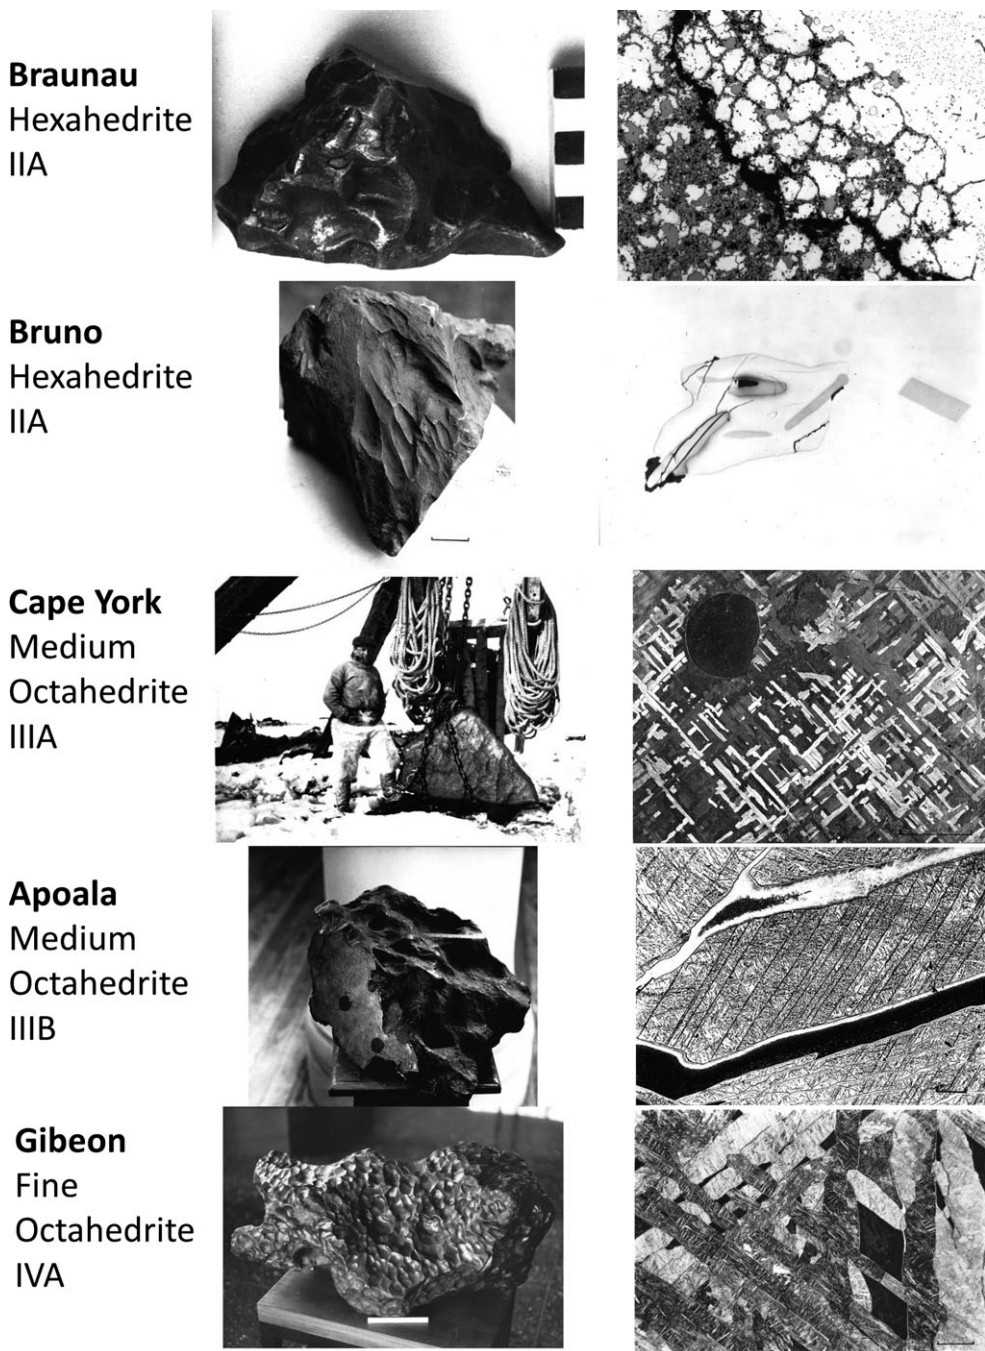 Braunau
Hexahedrite
IIA
Bruno
Hexahedrite
IIA
Cape York
Medium
Octahedrite
IIIA
Apoala
Medium
Octahedrite
IIIB
Gibeon
Fine
Octahedrite
IVA